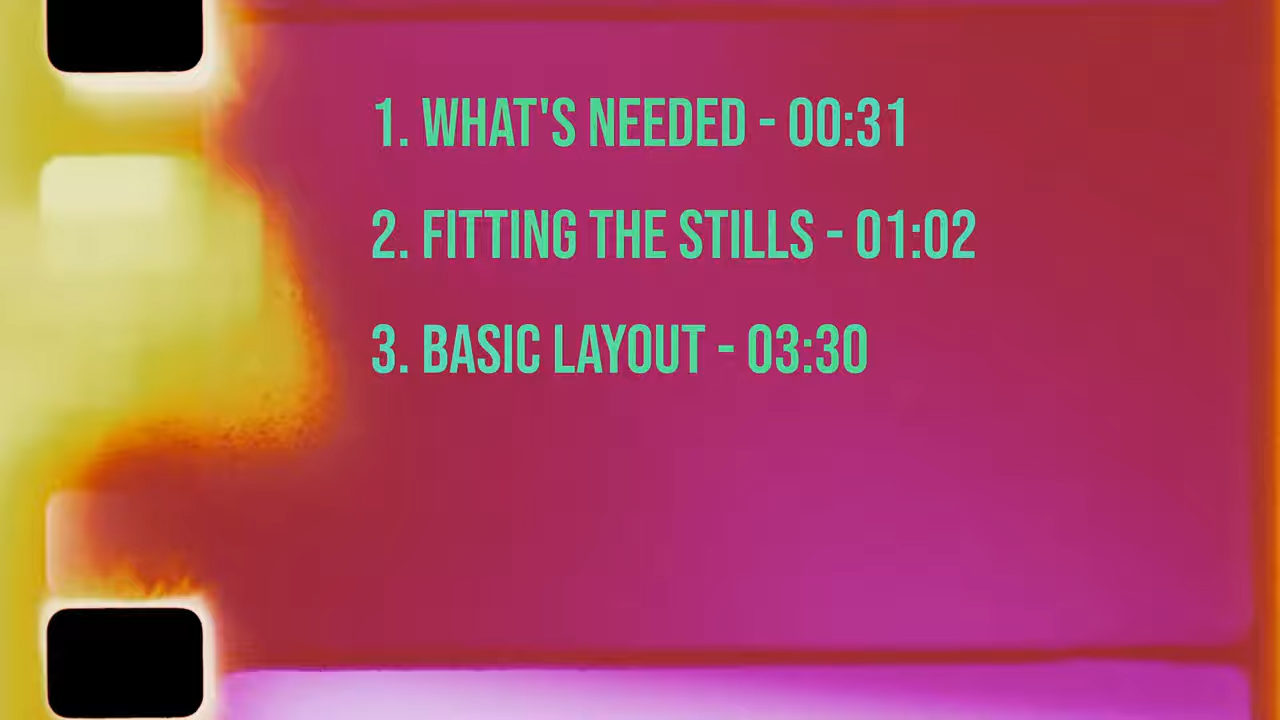 1. WHAT'S NEEDED - 00:31
2. FITTING THE STILLS - 01:02
3. BASIC LAYOUT - 03:30